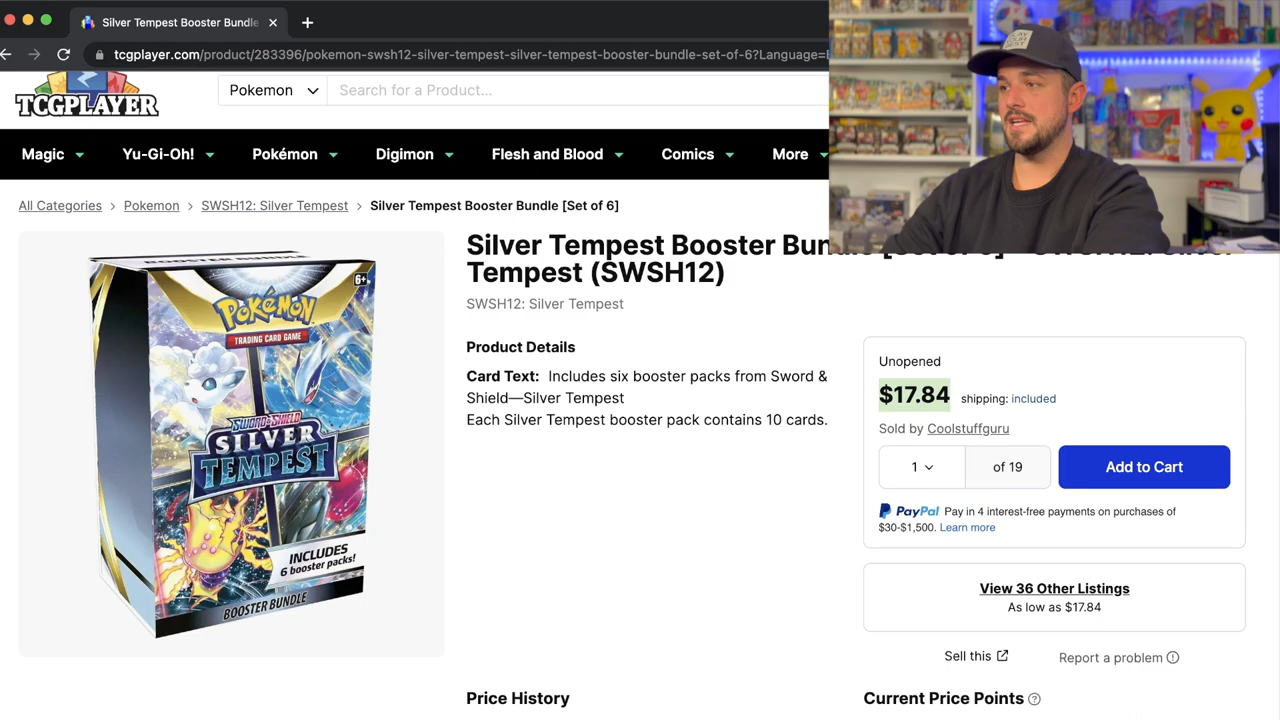 Silver Tempest Booster Bundle
tcgplayer.com/product/283396/pokemon-swsh12-silver-tempest-silver-tempest-booster-bundle-set-of-6?Language=
TCGPLAYER
Pokemon
Search for a Product...
Magic Yu-Gi-Oh! Pokémon Digimon Flesh and Blood Comics More
All Categories > Pokemon > SWSH12: Silver Tempest > Silver Tempest Booster Bundle [Set of 6]
Silver Tempest Booster Bun
Tempest (SWSH12)
SWSH12: Silver Tempest
Product Details
Card Text: Includes six booster packs from Sword &
Shield—Silver Tempest
Each Silver Tempest booster pack contains 10 cards.
BOOSTER BUNDLE
6+
POKéMON
TRADING CARD GAME
SWORD & SHIELD
SILVER
TEMPEST
INCLUDES
6 booster packs!
BOOSTER BUNDLE
Unopened
$17.84 shipping: included
Sold by Coolstuffguru
1 of 19 Add to Cart
PayPal Pay in 4 interest-free payments on purchases of
$30-$1,500. Learn more
View 36 Other Listings
As low as $17.84
Sell this
Report a problem
Price History
Current Price Points